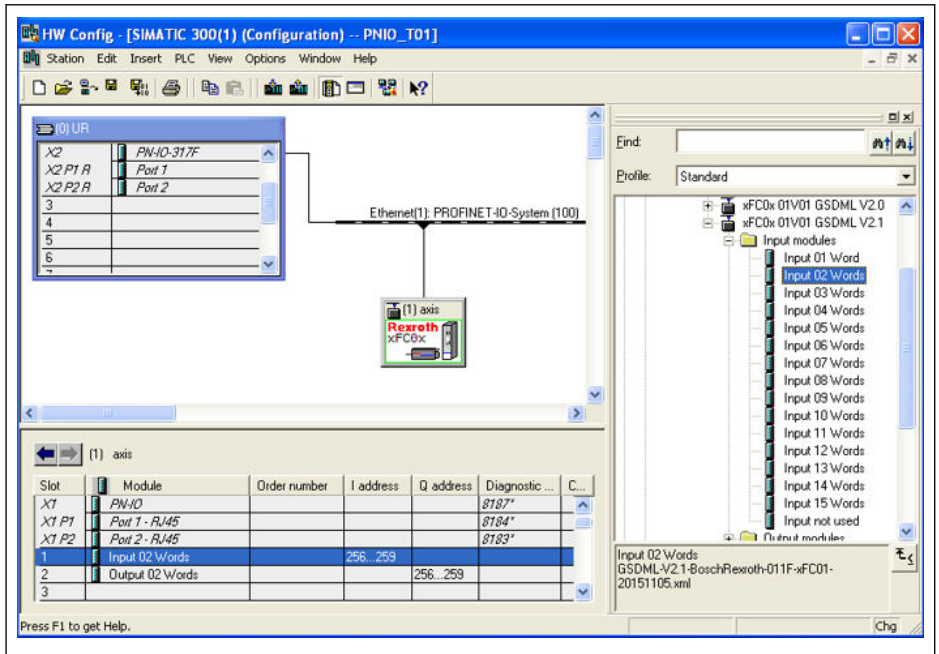 HW Config - [SIMATIC 300(1) (Configuration) -- PNIO_T01]
Station Edit Insert PLC View Options Window Help
(0) UR
X2 PN-IO-317F
X2 P1 R Port 1
X2 P2 R Port 2
3
4
5
6
Ethernet(1): PROFINET-IO-System (100)
(1) axis
Rexroth
xFC0x
Find:
Profile: Standard
xFC0x 01V01 GSDML V2.0
xFC0x 01V01 GSDML V2.1
Input modules
Input 01 Word
Input 02 Words
Input 03 Words
Input 04 Words
Input 05 Words
Input 06 Words
Input 07 Words
Input 08 Words
Input 09 Words
Input 10 Words
Input 11 Words
Input 12 Words
Input 13 Words
Input 14 Words
Input 15 Words
Input not used
Output modules
(1) axis
Slot Module Order number I address Q address Diagnostic ... C...
X1 PN-IO 8187*
X1 P1 Port 1 - RJ45 8184*
X1 P2 Port 2 - RJ45 8183*
1 Input 02 Words 256...259
2 Output 02 Words 256...259
3
Input 02 Words
GSDML-V2.1-BoschRexroth-011F-xFC01-
20151105.xml
Press F1 to get Help.
Chg